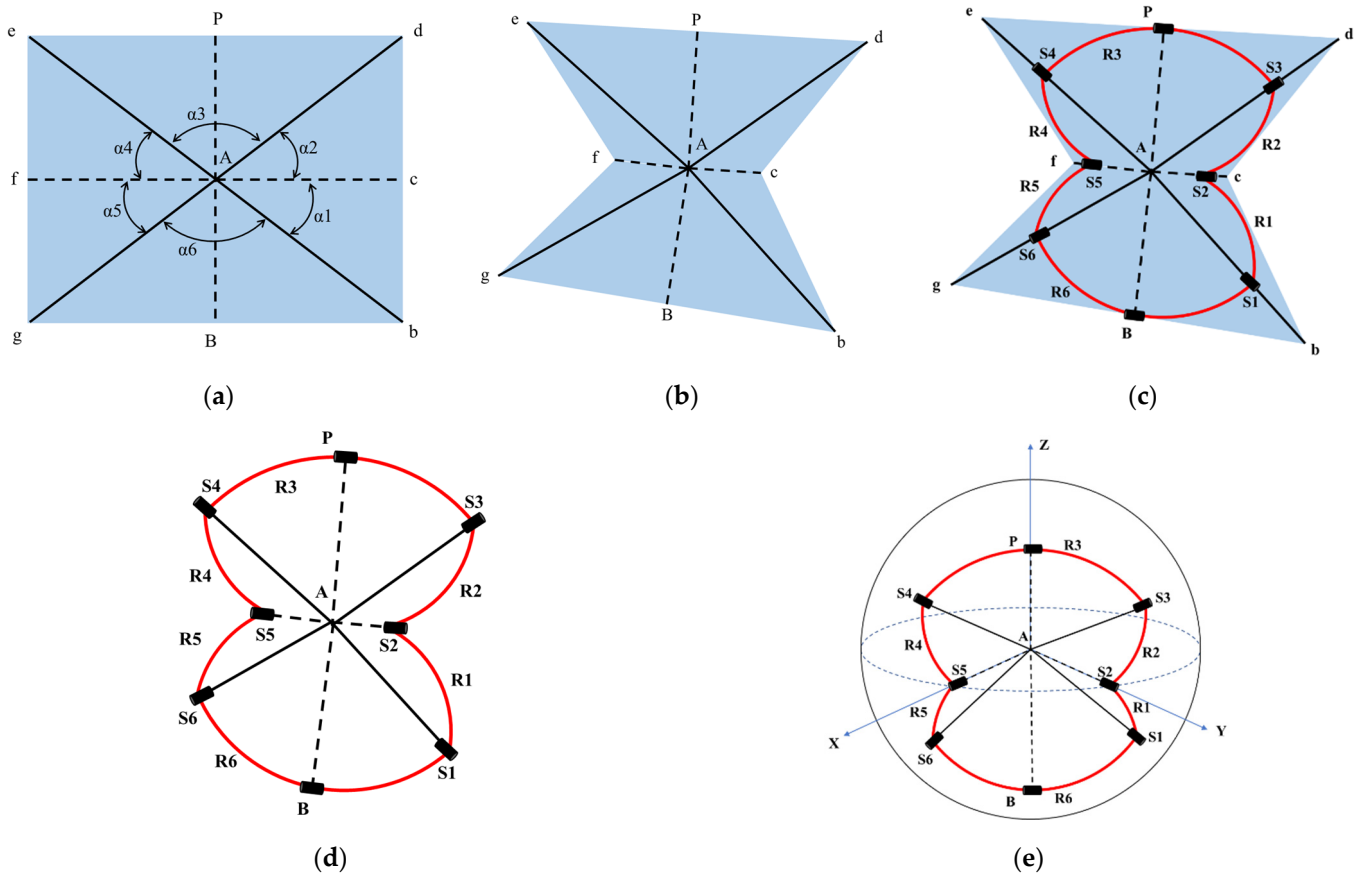 e P d
α3
α4 A α2
f c
α5 α1
α6
g B b
(a)
e P d
A
f c
g
B
b
(b)
e P d
S4 R3 S3
R4 R2
A
f S5 S2 c
R5 R1
S6
g R6 S1
B
b
(c)
P
S4 R3 S3
R4 R2
A
S5 S2
R5 R1
S6
R6 S1
B
(d)
Z
P R3
S4 S3
A
R4 R2
S5 S2
R5 R1
X S6 S1 Y
B R6
(e)